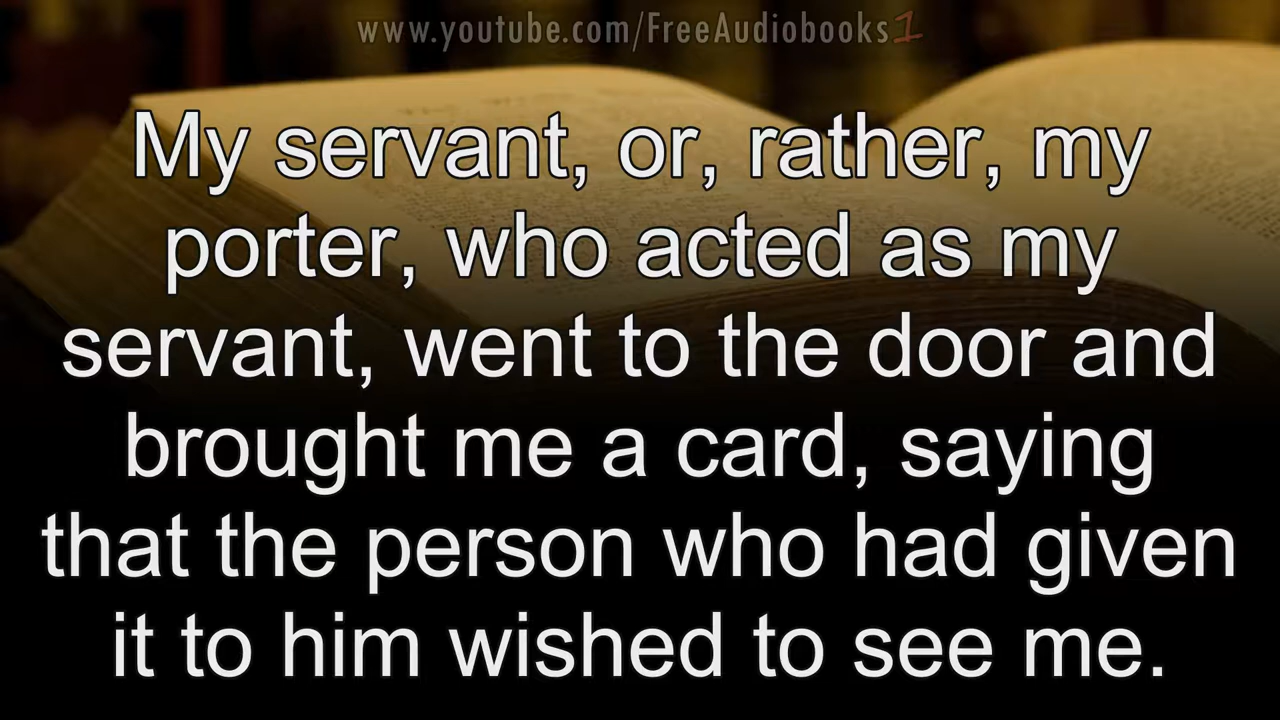 www.youtube.com/FreeAudiobooks1
My servant, or, rather, my
porter, who acted as my
servant, went to the door and
brought me a card, saying
that the person who had given
it to him wished to see me.